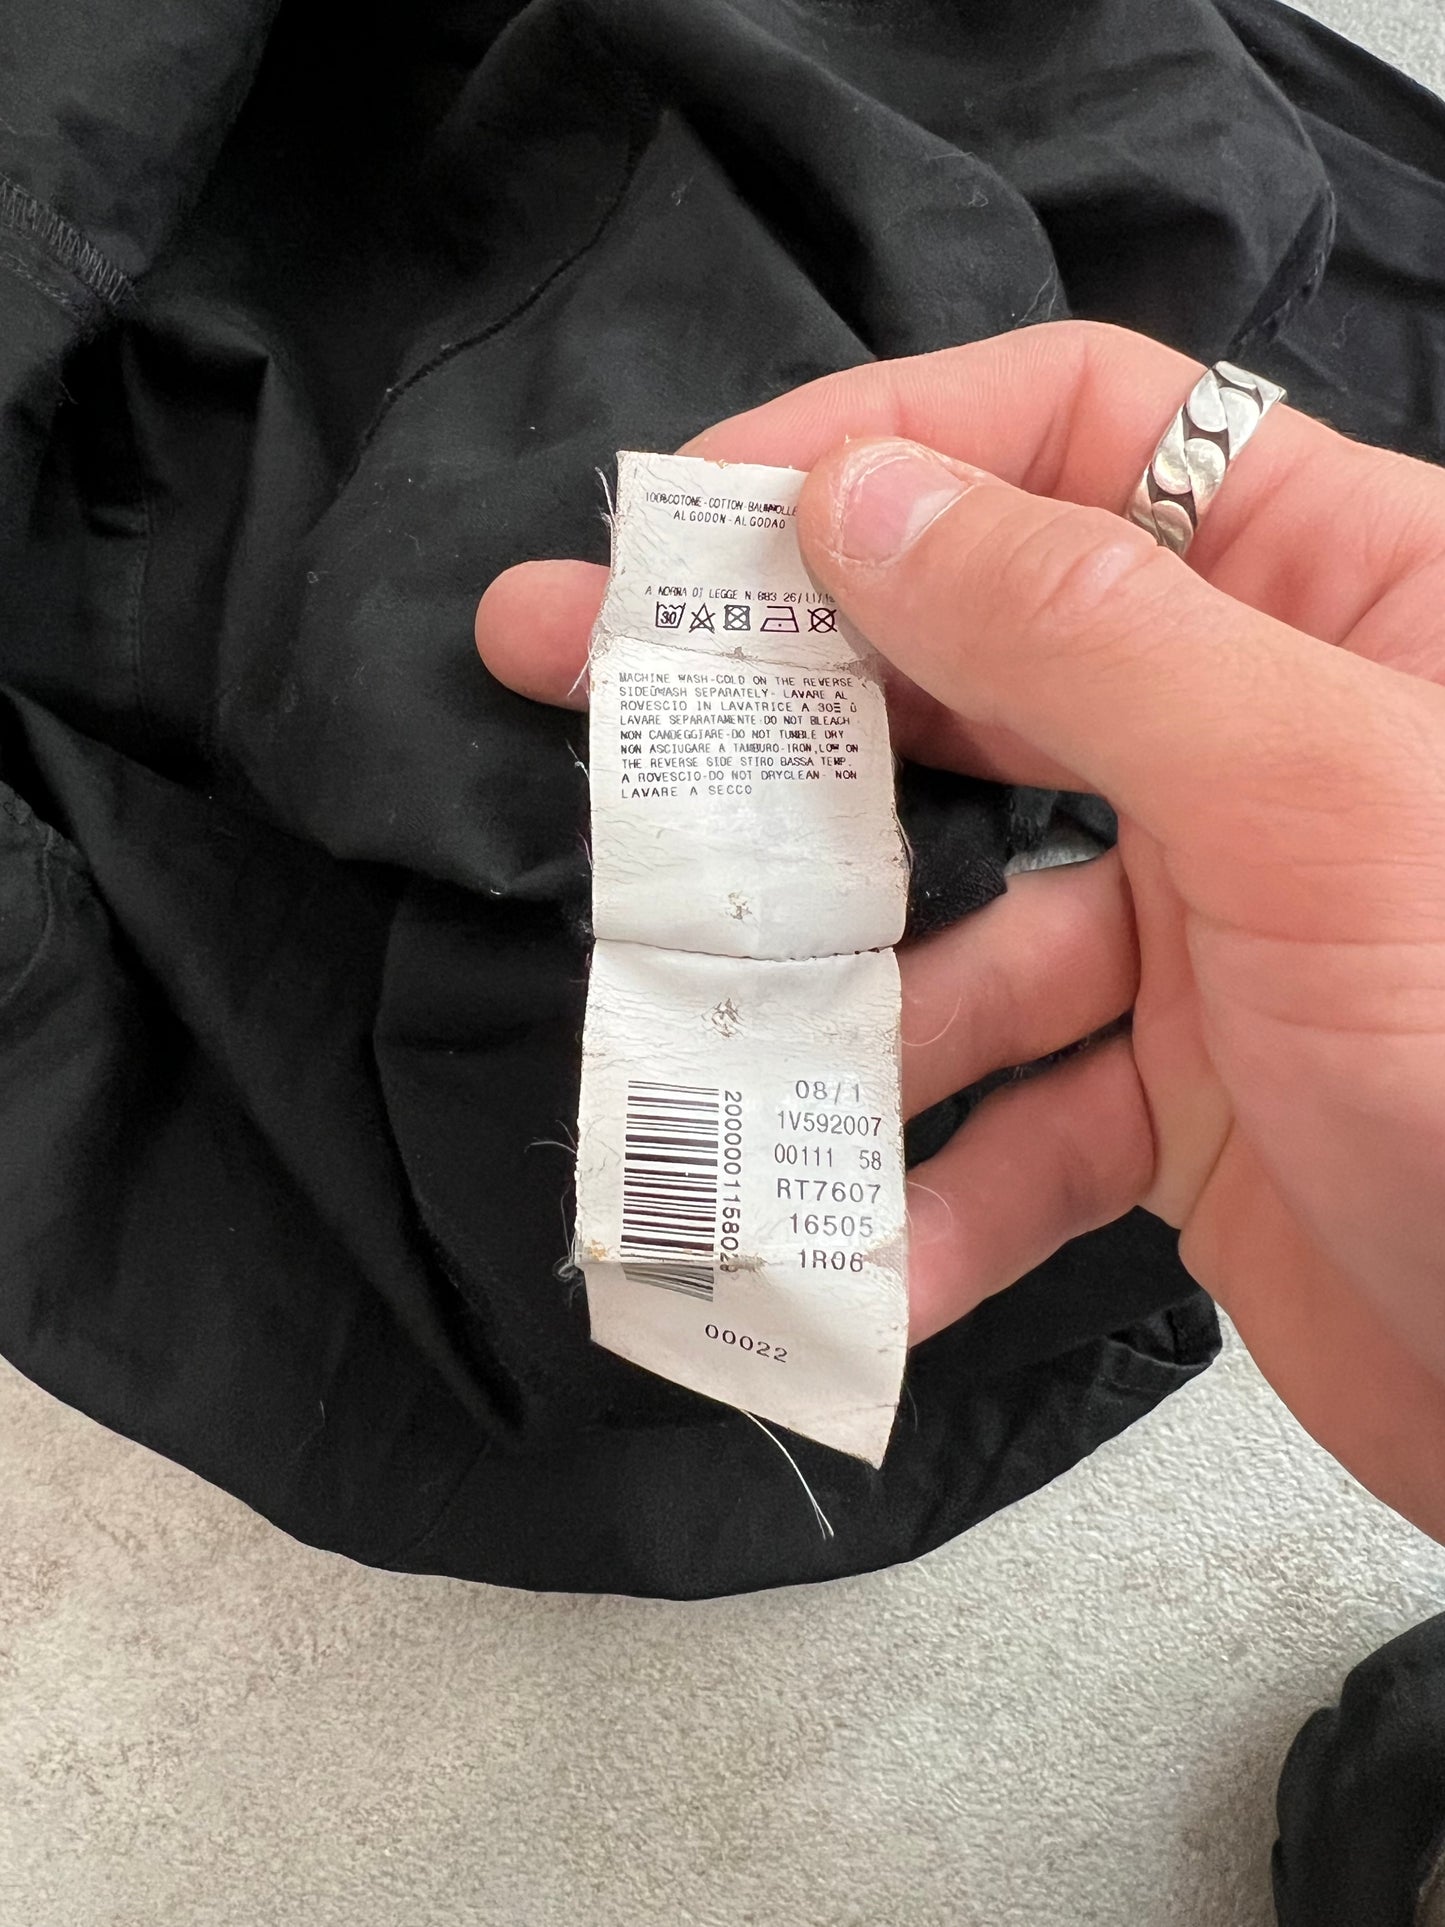 100%COTONE-COTTON-BAUMWOLLE
ALGODON-ALGODAO
A NORMA DI LEGGE N.883 26/11/
30
MACHINE WASH-COLD ON THE REVERSE
SIDEÛWASH SEPARATELY- LAVARE AL
ROVESCIO IN LAVATRICE A 30Ξ Û
LAVARE SEPARATAMENTE-DO NOT BLEACH
NON CANDEGGIARE-DO NOT TUMBLE DRY
NON ASCIUGARE A TAMBURO-IRON,LOW ON
THE REVERSE SIDE STIRO BASSA TEMP.
A ROVESCIO-DO NOT DRYCLEAN- NON
LAVARE A SECCO
08/1
1V592007
00111 58
RT7607
16505
1R06
00022